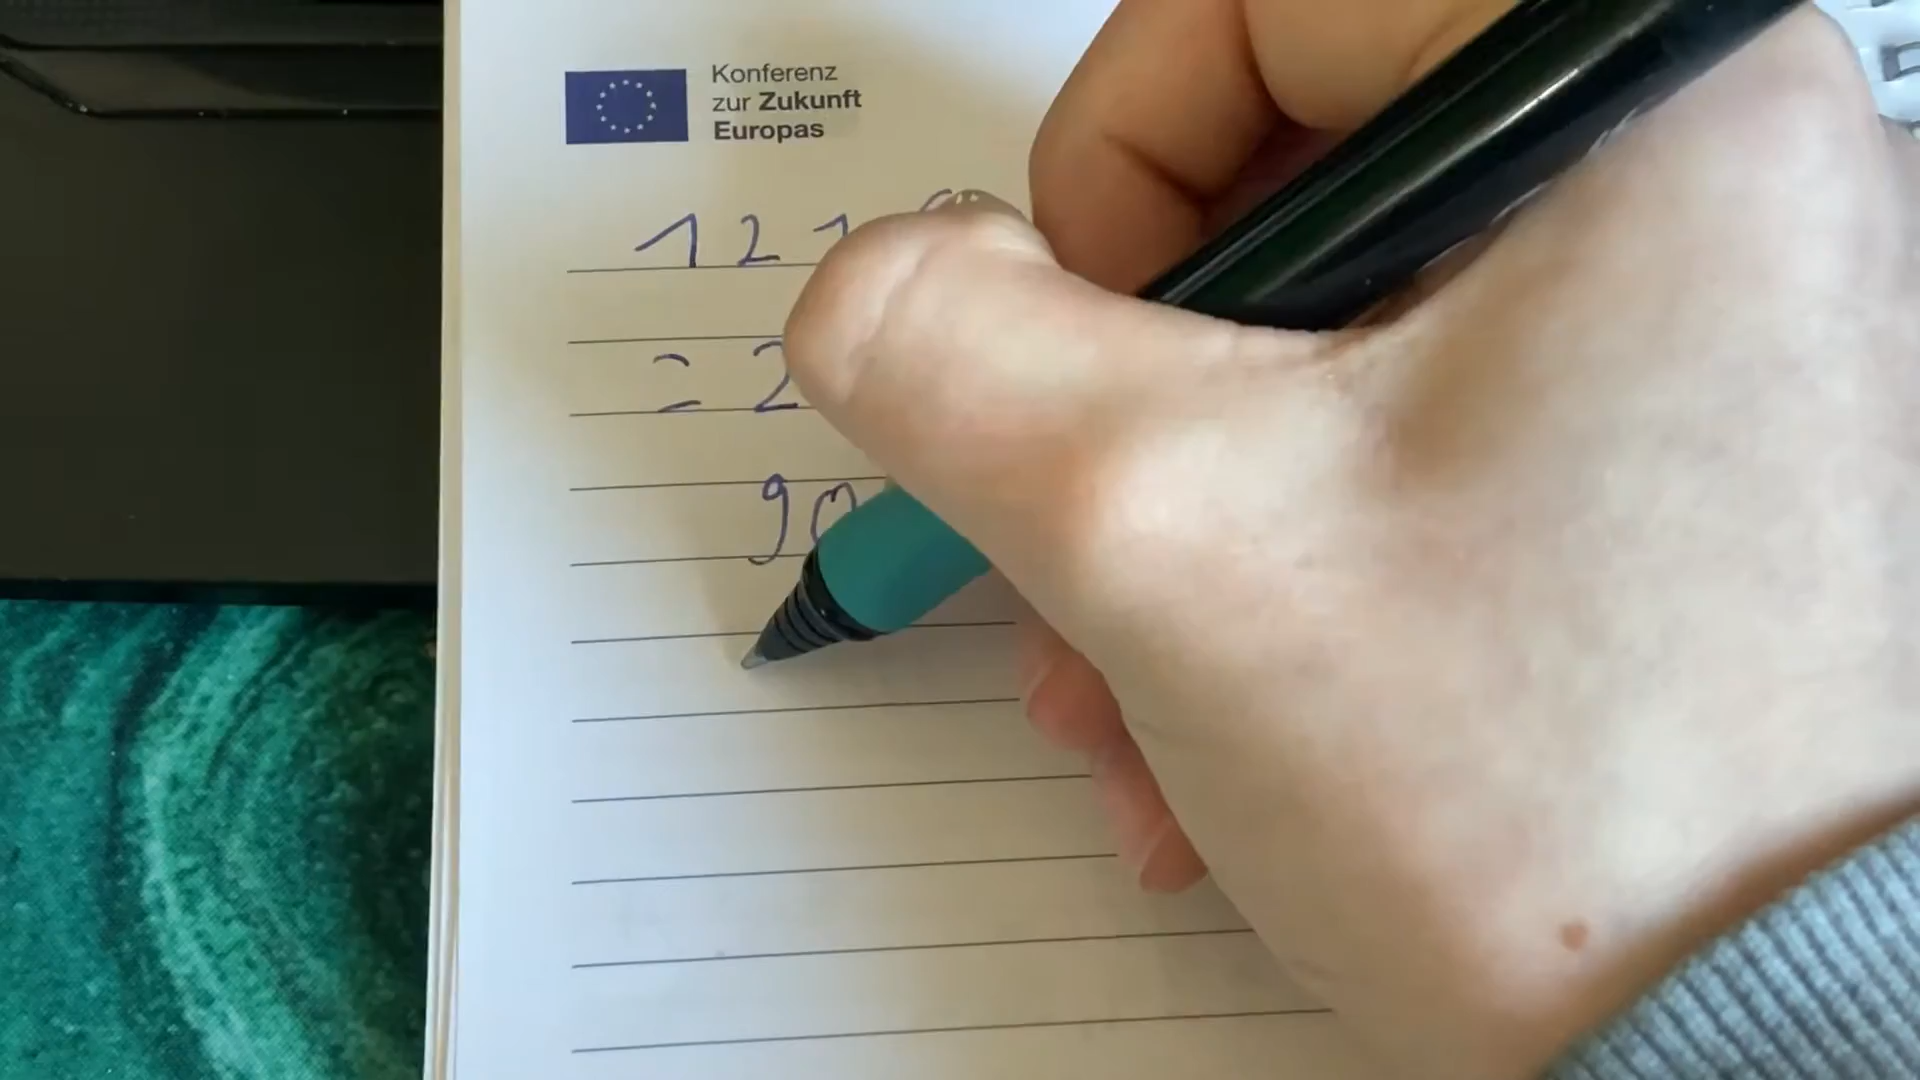 Konferenz
zur Zukunft
Europas
121
= 2
90